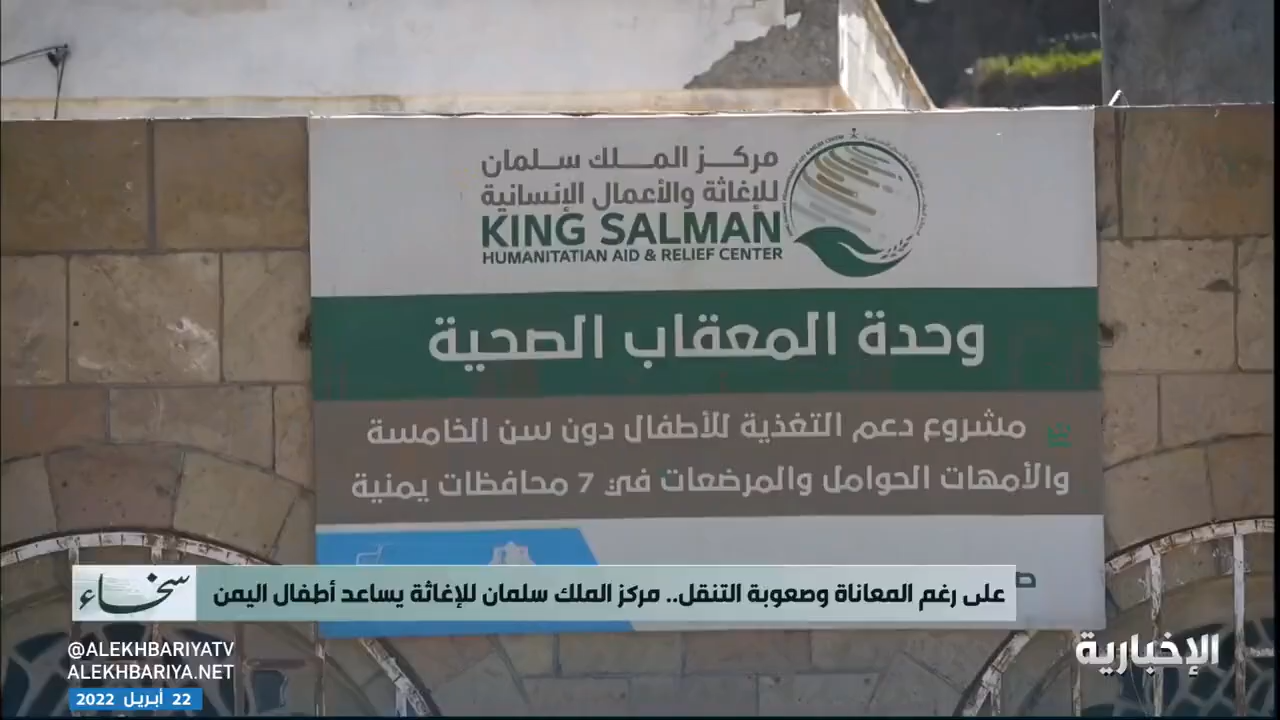 مركز الملك سلمان
للإغاثة والأعمال الإنسانية
KING SALMAN
HUMANITATIAN AID & RELIEF CENTER
وحدة المعقاب الصحية
مشروع دعم التغذية للأطفال دون سن الخامسة
والأمهات الحوامل والمرضعات في 7 محافظات يمنية
سخاء
على رغم المعاناة وصعوبة التنقل.. مركز الملك سلمان للإغاثة يساعد أطفال اليمن
@ALEKHBARIYATV
ALEKHBARIYA.NET
22 أبريل 2022
الإخبارية